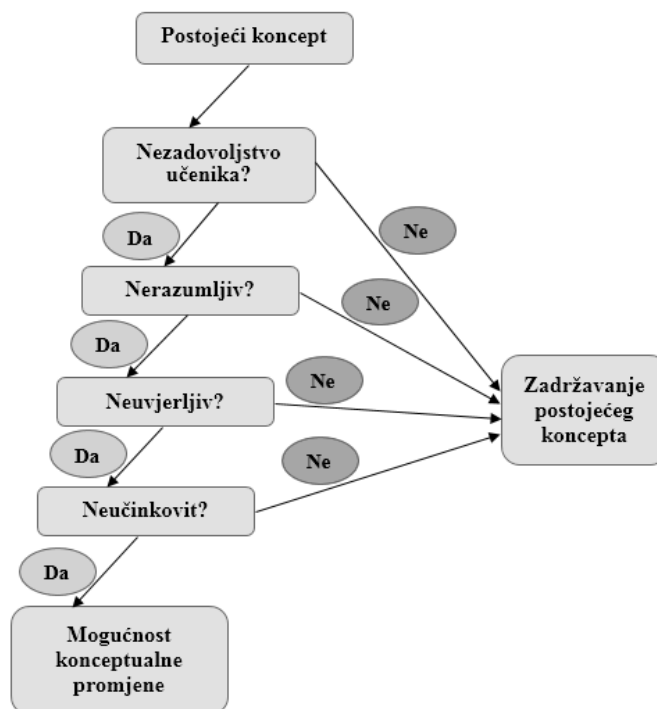 Postojeći koncept
Nezadovoljstvo
učenika?
Da
Ne
Nerazumljiv?
Ne
Da
Neuvjerljiv?
Ne
Zadržavanje
postojećeg
koncepta
Da
Ne
Neučinkovit?
Da
Mogućnost
konceptualne
promjene